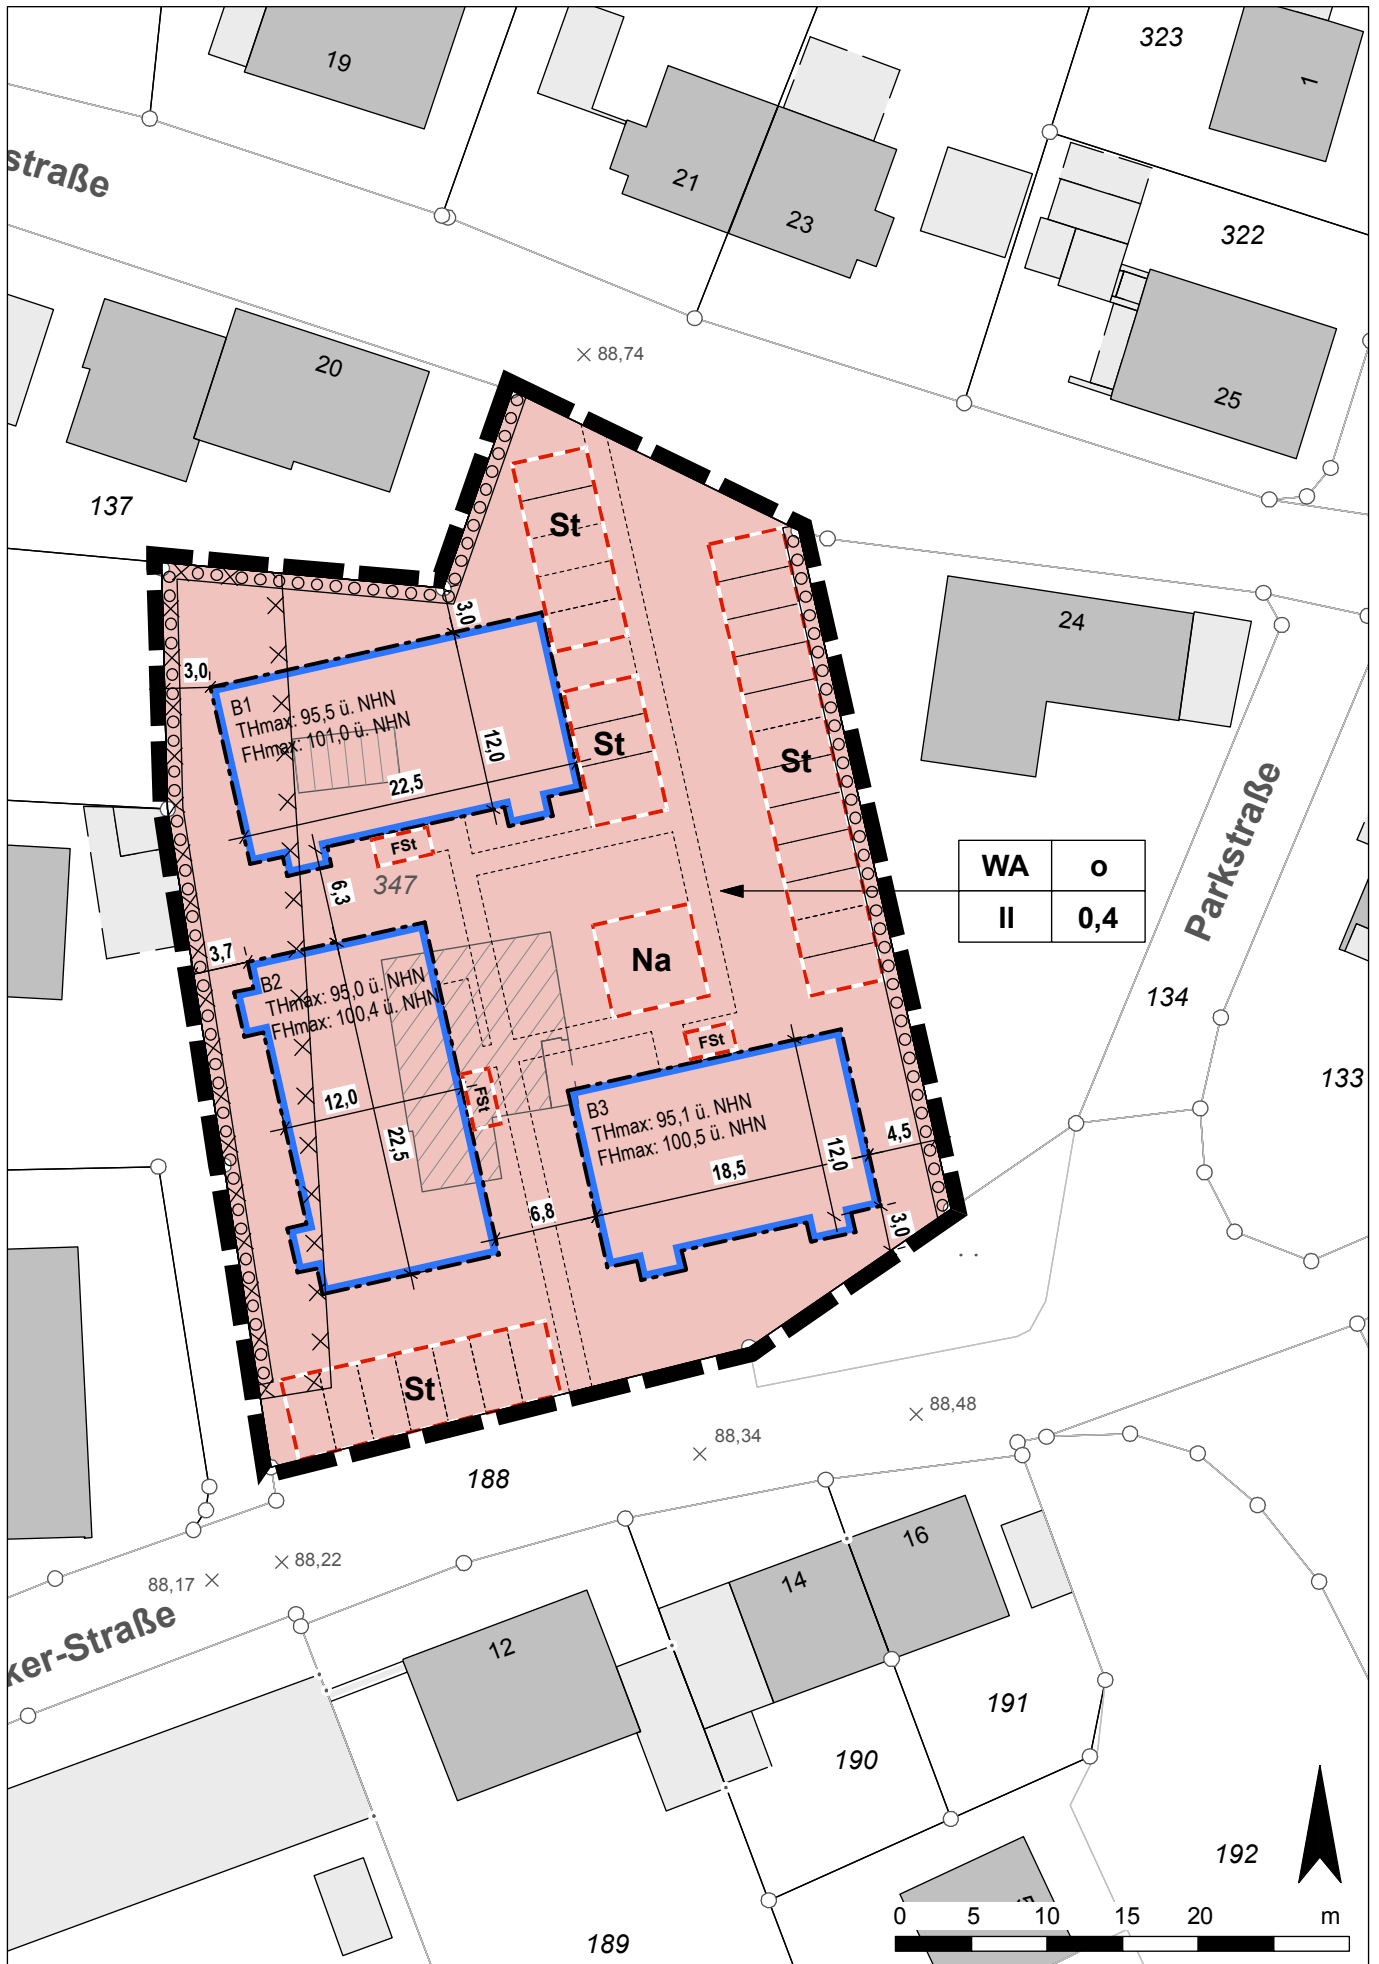 323
19
1
straße
21
23
322
88,74
20
25
137
St
3,0
24
3,0
B1
THmax: 95,5 ü. NHN
FHmax: 101,0 ü. NHN
12,0
St
St
22,5
Parkstraße
FSt
WA o
II 0,4
347
6,3
3,7
Na
B2
THmax: 95,0 ü. NHN
FHmax: 100,4 ü. NHN
134
FSt
133
12,0
FSt
B3
THmax: 95,1 ü. NHN
FHmax: 100,5 ü. NHN
22,5
12,0
4,5
18,5
6,8
3,0
St
88,48
88,34
188
88,22
88,17
16
14
ker-Straße
12
191
190
192
189
0 5 10 15 20 m